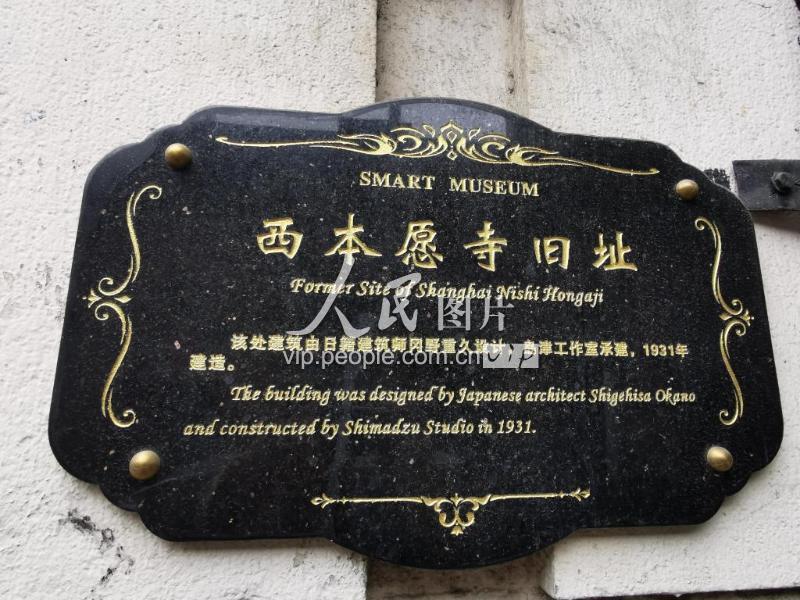 SMART MUSEUM
西本愿寺旧址
Former Site of Skanghai Nishi Hongaji
人民图片
该处建筑由日籍建筑师冈野重久设计，岛津工作室承建，1931年
vip.people.com.cn VIP
建造。
The building was designed by Japanese architect Shigehisa Okano
and constructed by Shimadzu Studio in 1931.